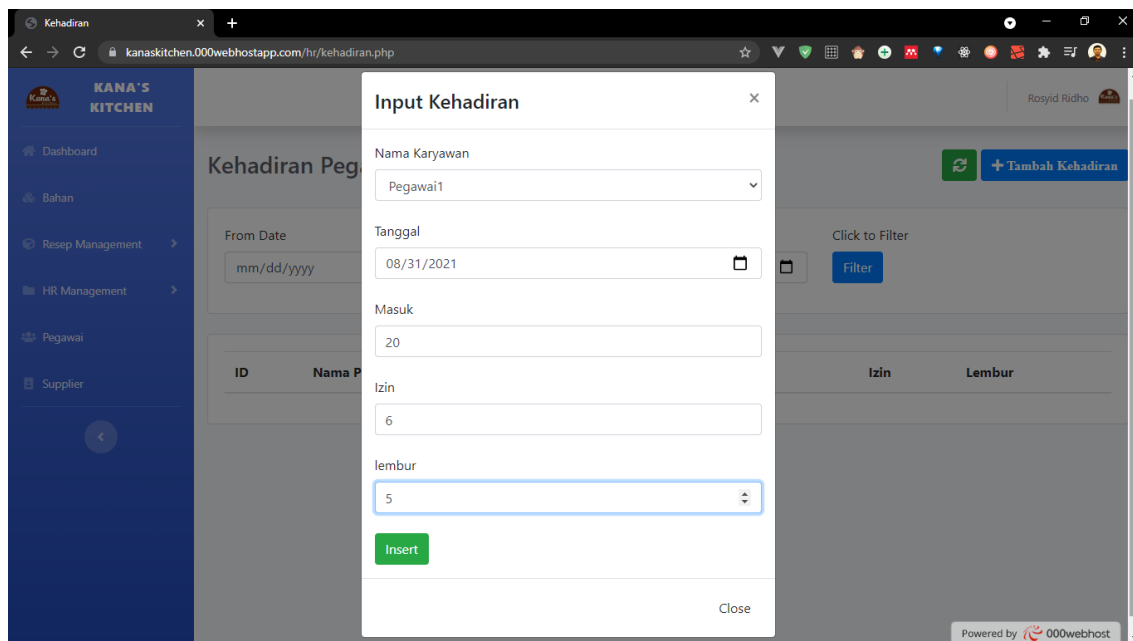 Kehadiran
kanaskitchen.000webhostapp.com/hr/kehadiran.php
Kana's
KANA'S
KITCHEN
Dashboard
Bahan
Resep Management
HR Management
Pegawai
Supplier
Rosyid Ridho
Kehadiran Peg
+ Tambah Kehadiran
From Date
mm/dd/yyyy
Click to Filter
Filter
ID Nama P Izin Lembur
Input Kehadiran ×
Nama Karyawan
Pegawai1
Tanggal
08/31/2021
Masuk
20
Izin
6
lembur
5
Insert
Close
Powered by 000webhost